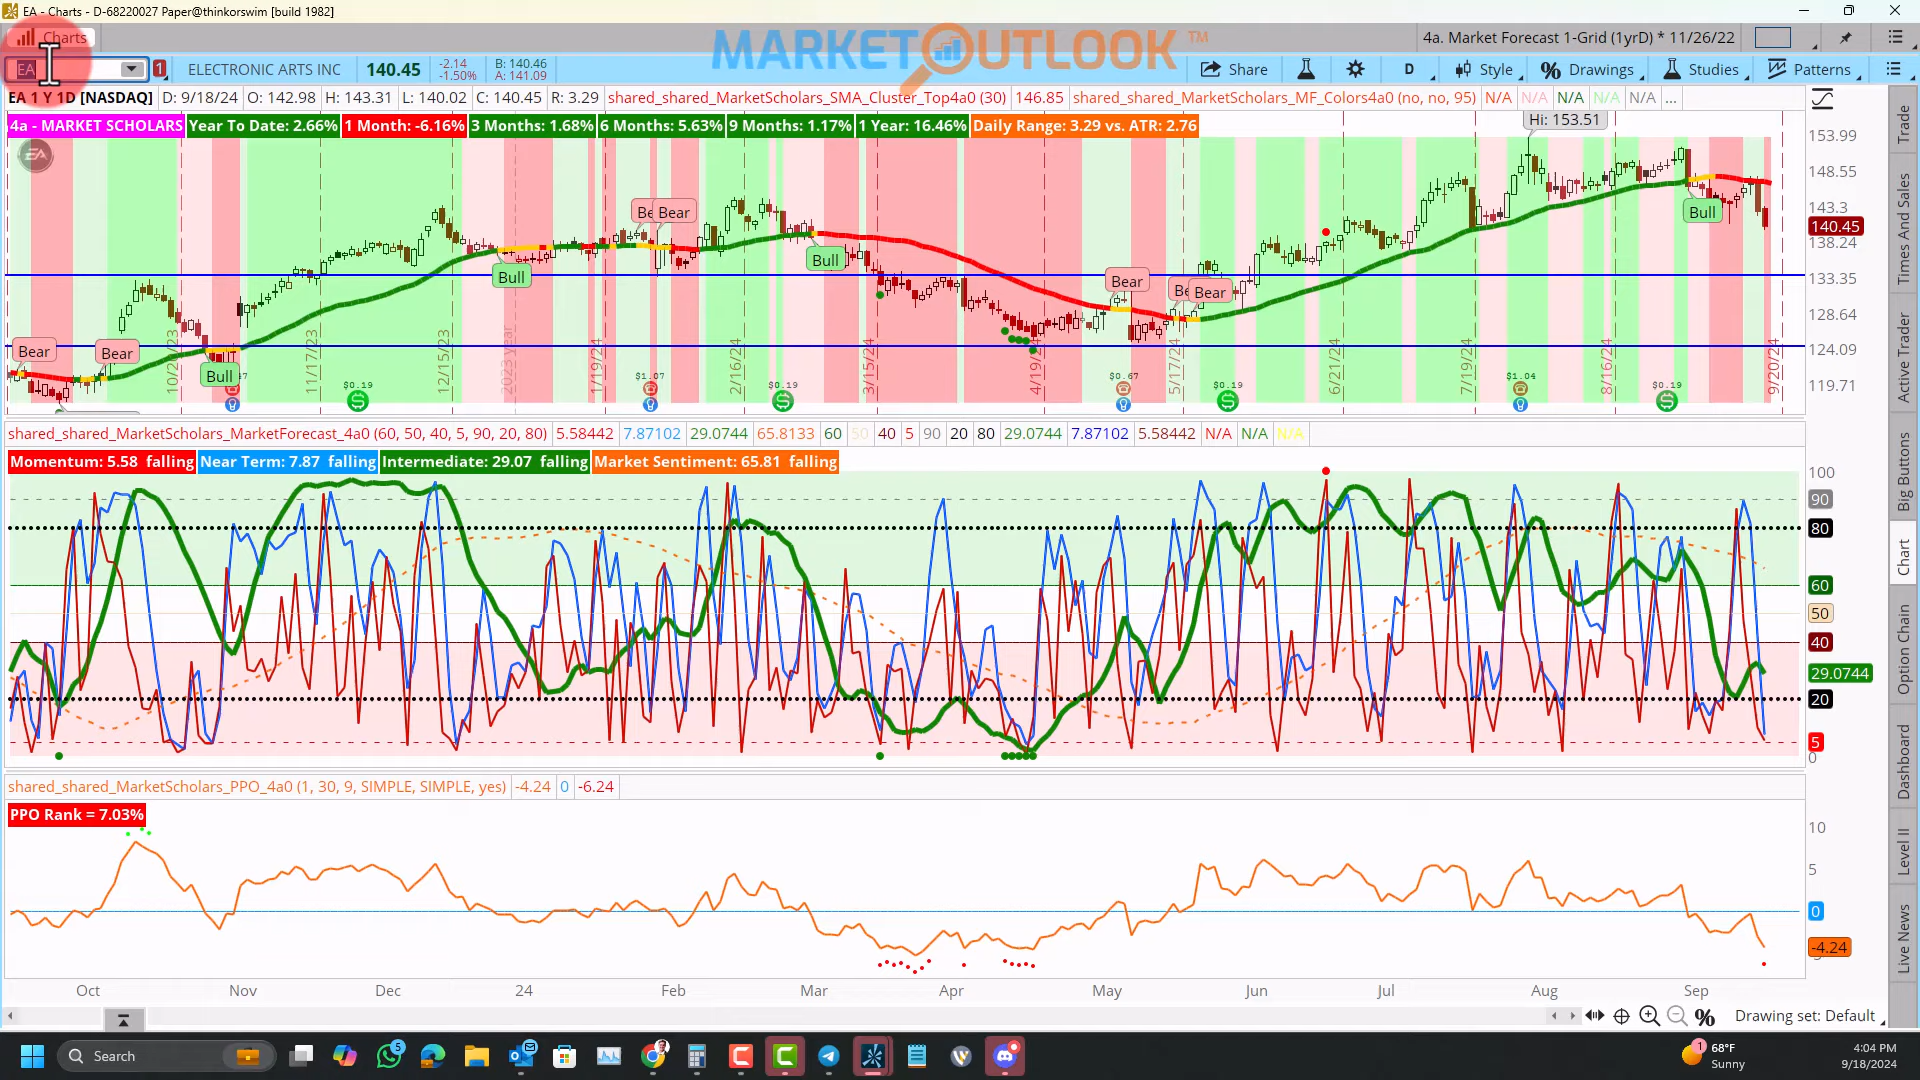 EA - Charts - D-68220027 Paper@thinkorswim [build 1982]
Charts
MARKETOUTLOOK TM
4a. Market Forecast 1-Grid (1yrD) * 11/26/22
EA 1 ELECTRONIC ARTS INC 140.45 -2.14 -1.50% B: 140.46 A: 141.09 Share D Style Drawings Studies Patterns
EA 1 Y 1D [NASDAQ] D: 9/18/24 O: 142.98 H: 143.31 L: 140.02 C: 140.45 R: 3.29 shared_shared_MarketScholars_SMA_Cluster_Top4a0 (30) 146.85 shared_shared_MarketScholars_MF_Colors4a0 (no, no, 95) N/A N/A N/A N/A N/A ...
4a - MARKET SCHOLARS Year To Date: 2.66% 1 Month: -6.16% 3 Months: 1.68% 6 Months: 5.63% 9 Months: 1.17% 1 Year: 16.46% Daily Range: 3.29 vs. ATR: 2.76
Hi: 153.51
EA
153.99
148.55
143.3
140.45
138.24
133.35
128.64
124.09
119.71
Bear Bear Bull Bull Be Bear Bull Bear Be Bear Bull
11/17/23 12/15/23 2023 year 1/19/24 2/16/24 3/15/24 4/19/24 5/17/24 6/21/24 7/19/24 8/16/24 9/20/24
$0.19 $1.07 $0.19 $0.67 $0.19 $1.04 $0.19
shared_shared_MarketScholars_MarketForecast_4a0 (60, 50, 40, 5, 90, 20, 80) 5.58442 7.87102 29.0744 65.8133 60 50 40 5 90 20 80 29.0744 7.87102 5.58442 N/A N/A N/A
Momentum: 5.58 falling Near Term: 7.87 falling Intermediate: 29.07 falling Market Sentiment: 65.81 falling
100
90
80
60
50
40
29.0744
20
5
0
shared_shared_MarketScholars_PPO_4a0 (1, 30, 9, SIMPLE, SIMPLE, yes) -4.24 0 -6.24
PPO Rank = 7.03%
10
5
0
-4.24
Oct Nov Dec 24 Feb Mar Apr May Jun Jul Aug Sep
Drawing set: Default
Trade
Times And Sales
Active Trader
Big Buttons
Chart
Option Chain
Dashboard
Level II
Live News
Search
5
1
68°F
Sunny
4:04 PM
9/18/2024